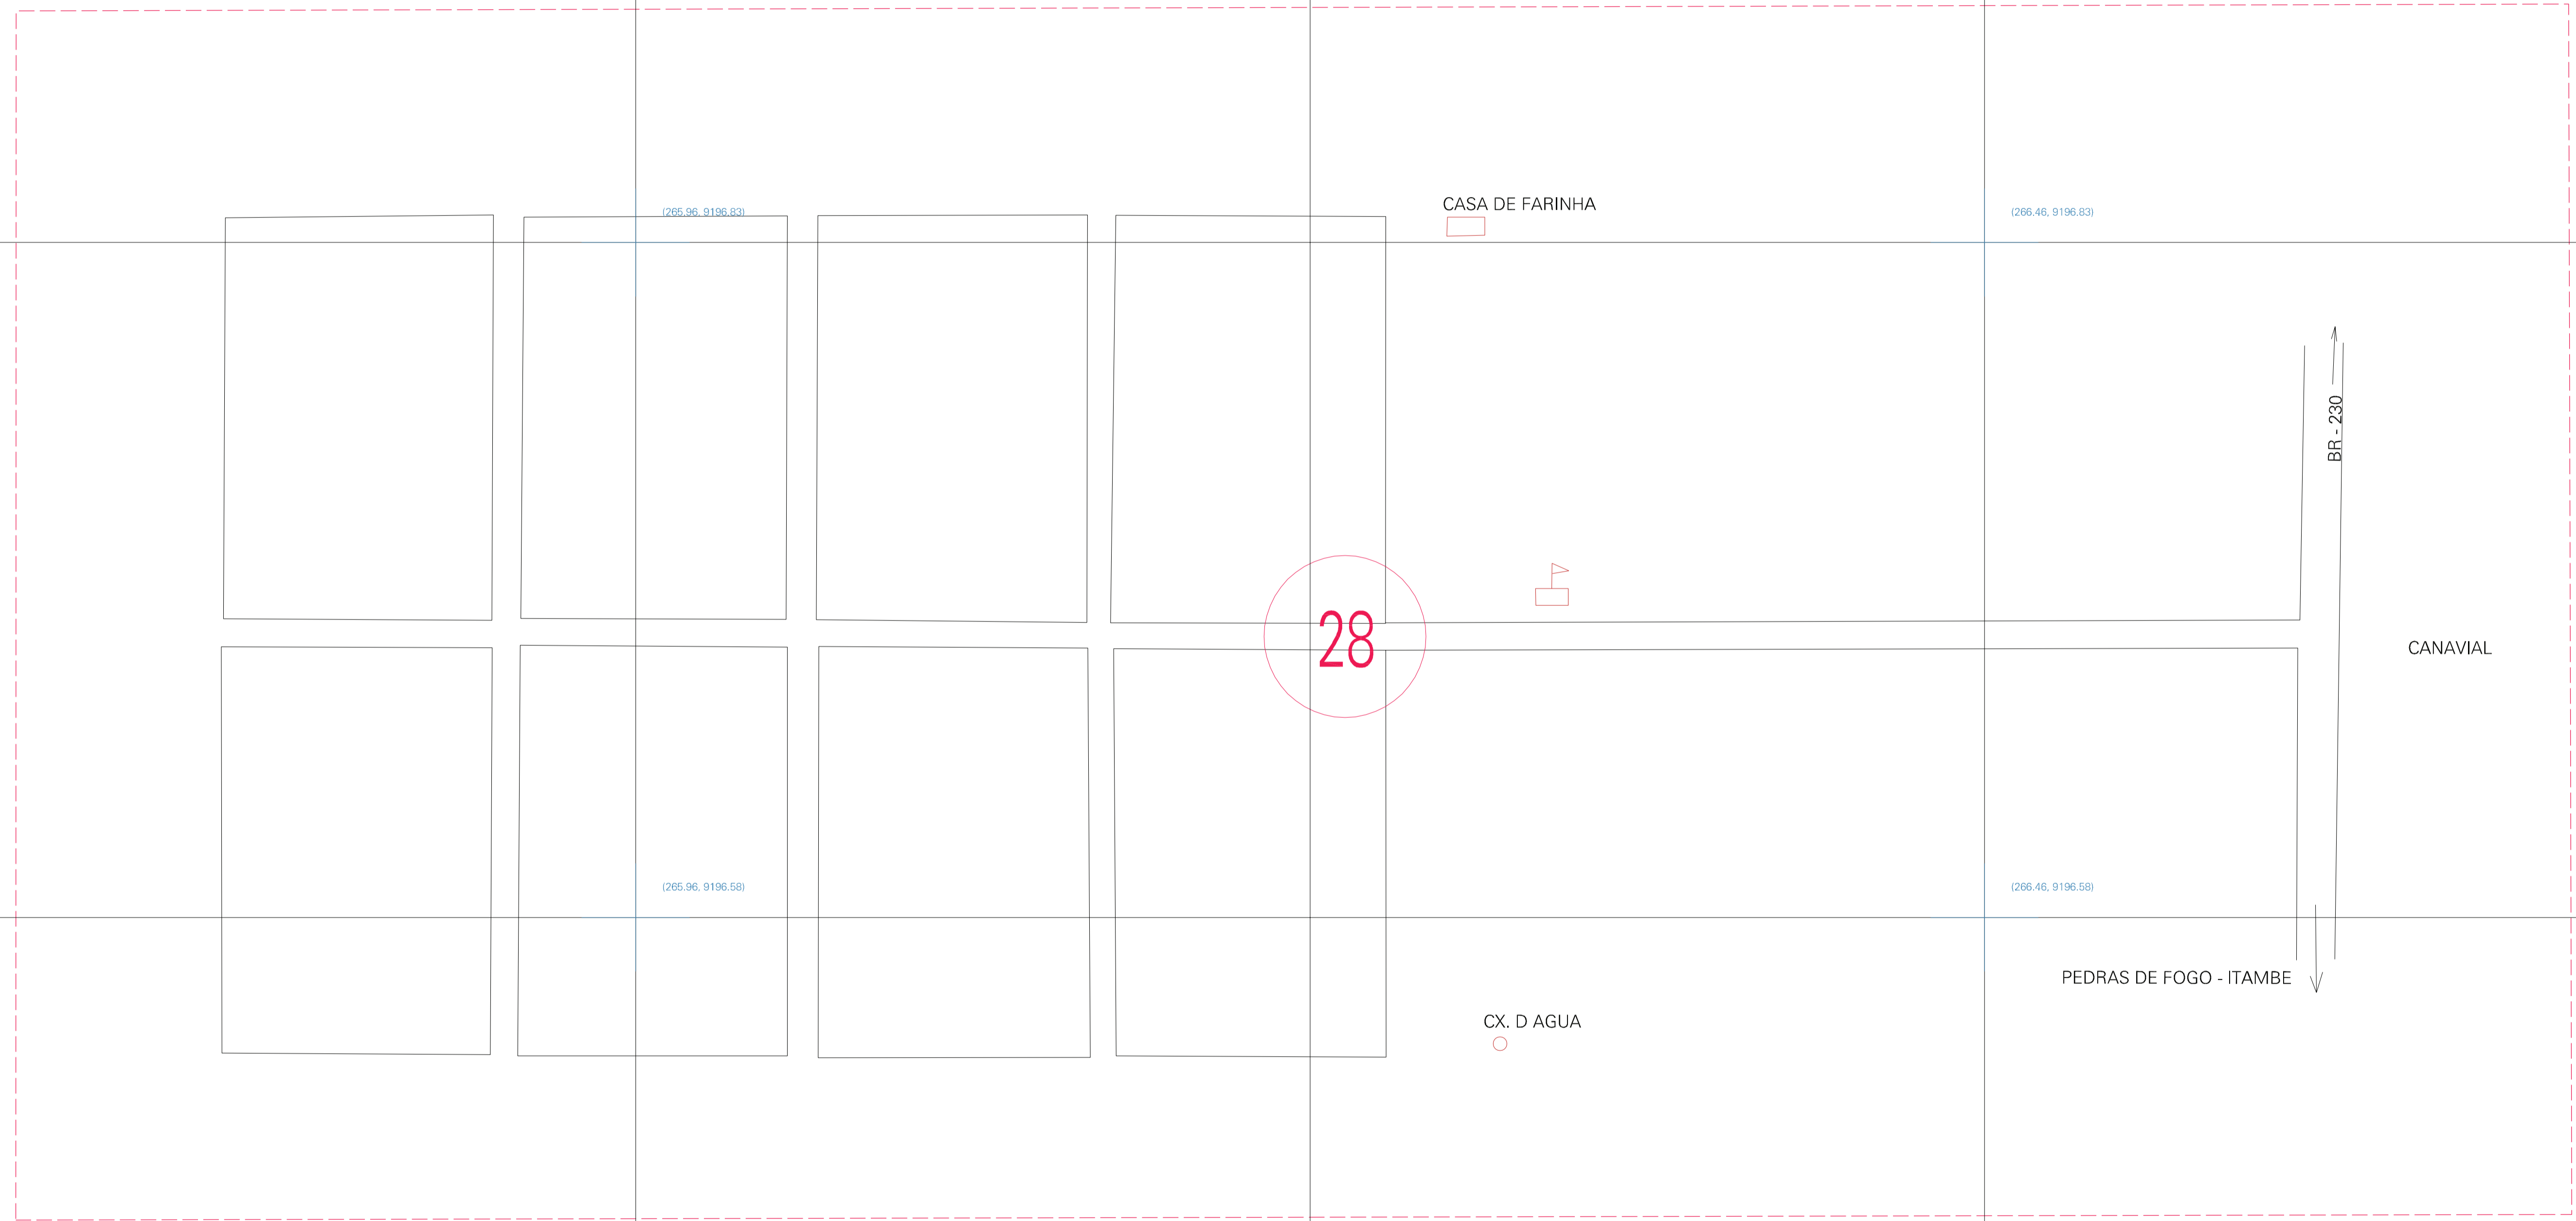 CASA DE FARINHA
(265.96, 9196.83)
(266.46, 9196.83)
BR - 230
28
CANAVIAL
(265.96, 9196.58)
(266.46, 9196.58)
PEDRAS DE FOGO - ITAMBE
CX. D AGUA